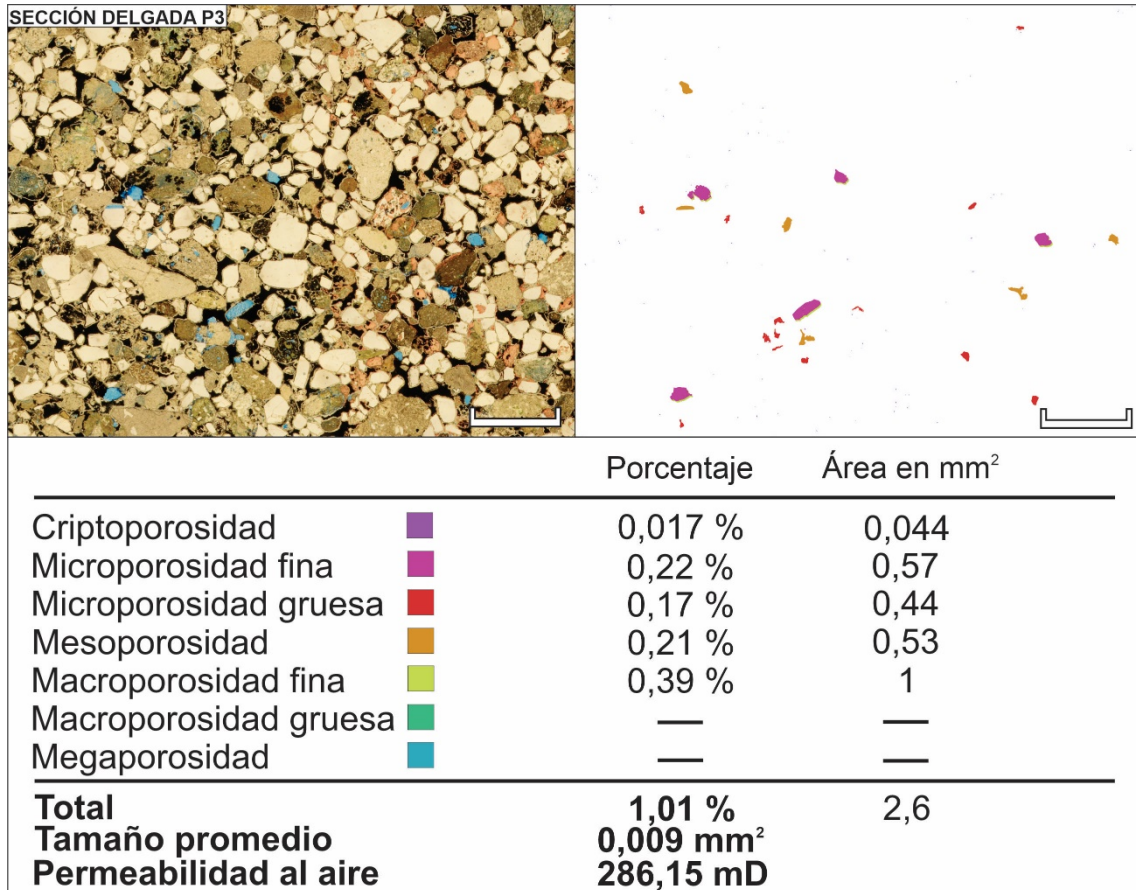 SECCIÓN DELGADA P3
Porcentaje Área en mm²
Criptoporosidad 0,017 % 0,044
Microporosidad fina 0,22 % 0,57
Microporosidad gruesa 0,17 % 0,44
Mesoporosidad 0,21 % 0,53
Macroporosidad fina 0,39 % 1
Macroporosidad gruesa — —
Megaporosidad — —
Total 1,01 % 2,6
Tamaño promedio 0,009 mm²
Permeabilidad al aire 286,15 mD